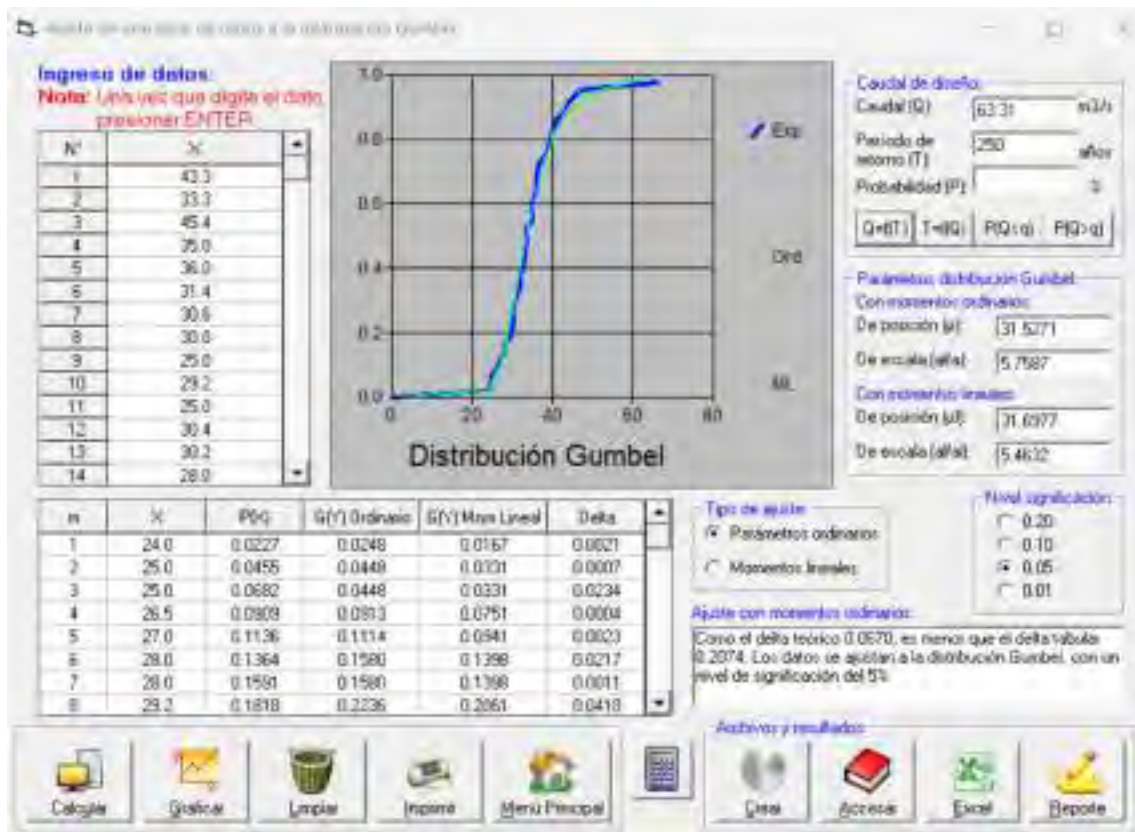 Ajuste de una serie de datos a la distribución Gumbel
Ingreso de datos:
Nota: Una vez que digite el dato,
presionar ENTER
N° X
1 43.3
2 33.3
3 45.4
4 35.0
5 36.0
6 31.4
7 30.6
8 30.0
9 25.0
10 29.2
11 25.0
12 30.4
13 30.2
14 28.0
1.0
0.8
0.6
0.4
0.2
0.0
0 20 40 60 80
Exp
Ord
ML
Distribución Gumbel
Caudal de diseño:
Caudal (Q): 63.31 m3/s
Período de
retorno (T): 250 años
Probabilidad (P):
Q=f(T) T=f(Q) P(Q<q) P(Q>q)
Parámetros distribución Gumbel:
Con momentos ordinarios:
De posición (μ): 31.5271
De escala (alfa): 5.7587
Con momentos lineales:
De posición (μl): 31.6977
De escala (alfal): 5.4632
m X P(X) G(Y) Ordinario G(Y) Mom Lineal Delta
1 24.0 0.0227 0.0248 0.0167 0.0021
2 25.0 0.0455 0.0448 0.0331 0.0007
3 25.0 0.0682 0.0448 0.0331 0.0234
4 26.5 0.0909 0.0913 0.0751 0.0004
5 27.0 0.1136 0.1114 0.0941 0.0023
6 28.0 0.1364 0.1580 0.1398 0.0217
7 28.0 0.1591 0.1580 0.1398 0.0011
8 29.2 0.1818 0.2236 0.2061 0.0418
Tipo de ajuste:
Parámetros ordinarios
Momentos lineales
Nivel significación:
0.20
0.10
0.05
0.01
Ajuste con momentos ordinarios:
Como el delta teórico 0.0670, es menor que el delta tabular
0.2074. Los datos se ajustan a la distribución Gumbel, con un
nivel de significación del 5%
Archivos y resultados:
Calcular Graficar Limpiar Imprimir Menú Principal Crear Accesar Excel Reporte